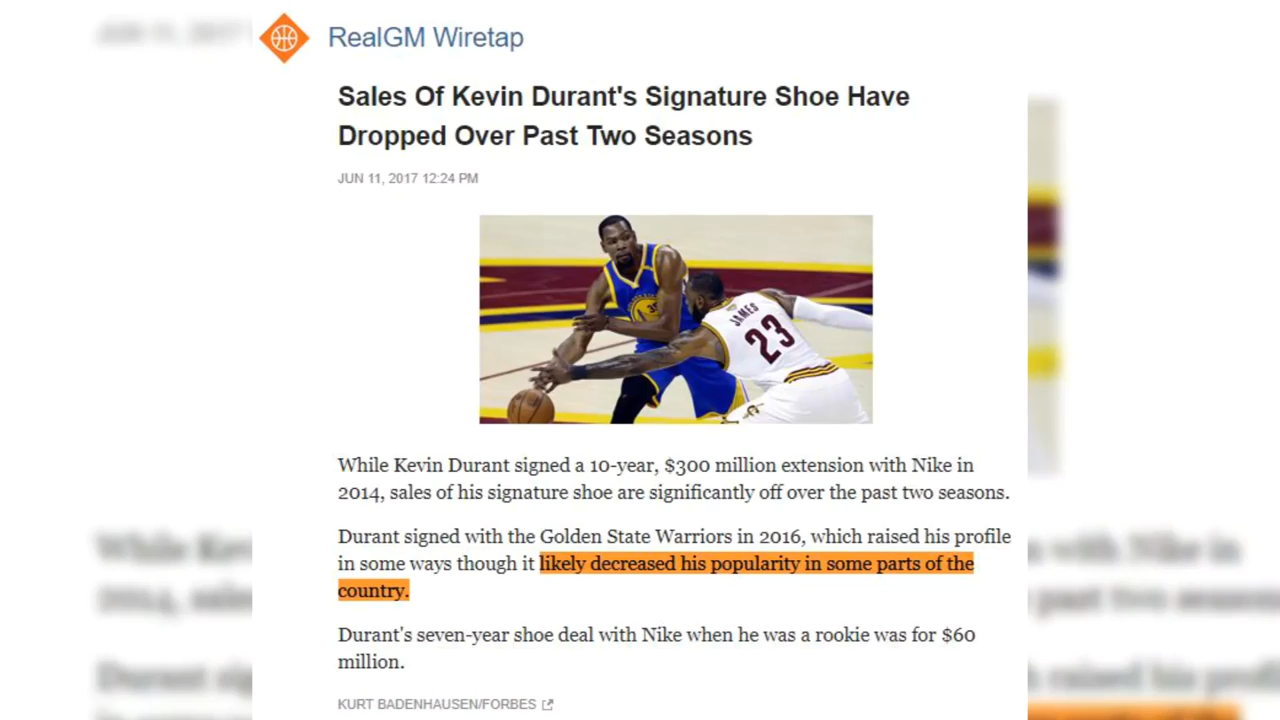 RealGM Wiretap
Sales Of Kevin Durant's Signature Shoe Have
Dropped Over Past Two Seasons
JUN 11, 2017 12:24 PM
JAMES
23
While Kevin Durant signed a 10-year, $300 million extension with Nike in
2014, sales of his signature shoe are significantly off over the past two seasons.
Durant signed with the Golden State Warriors in 2016, which raised his profile
in some ways though it likely decreased his popularity in some parts of the
country.
Durant's seven-year shoe deal with Nike when he was a rookie was for $60
million.
KURT BADENHAUSEN/FORBES